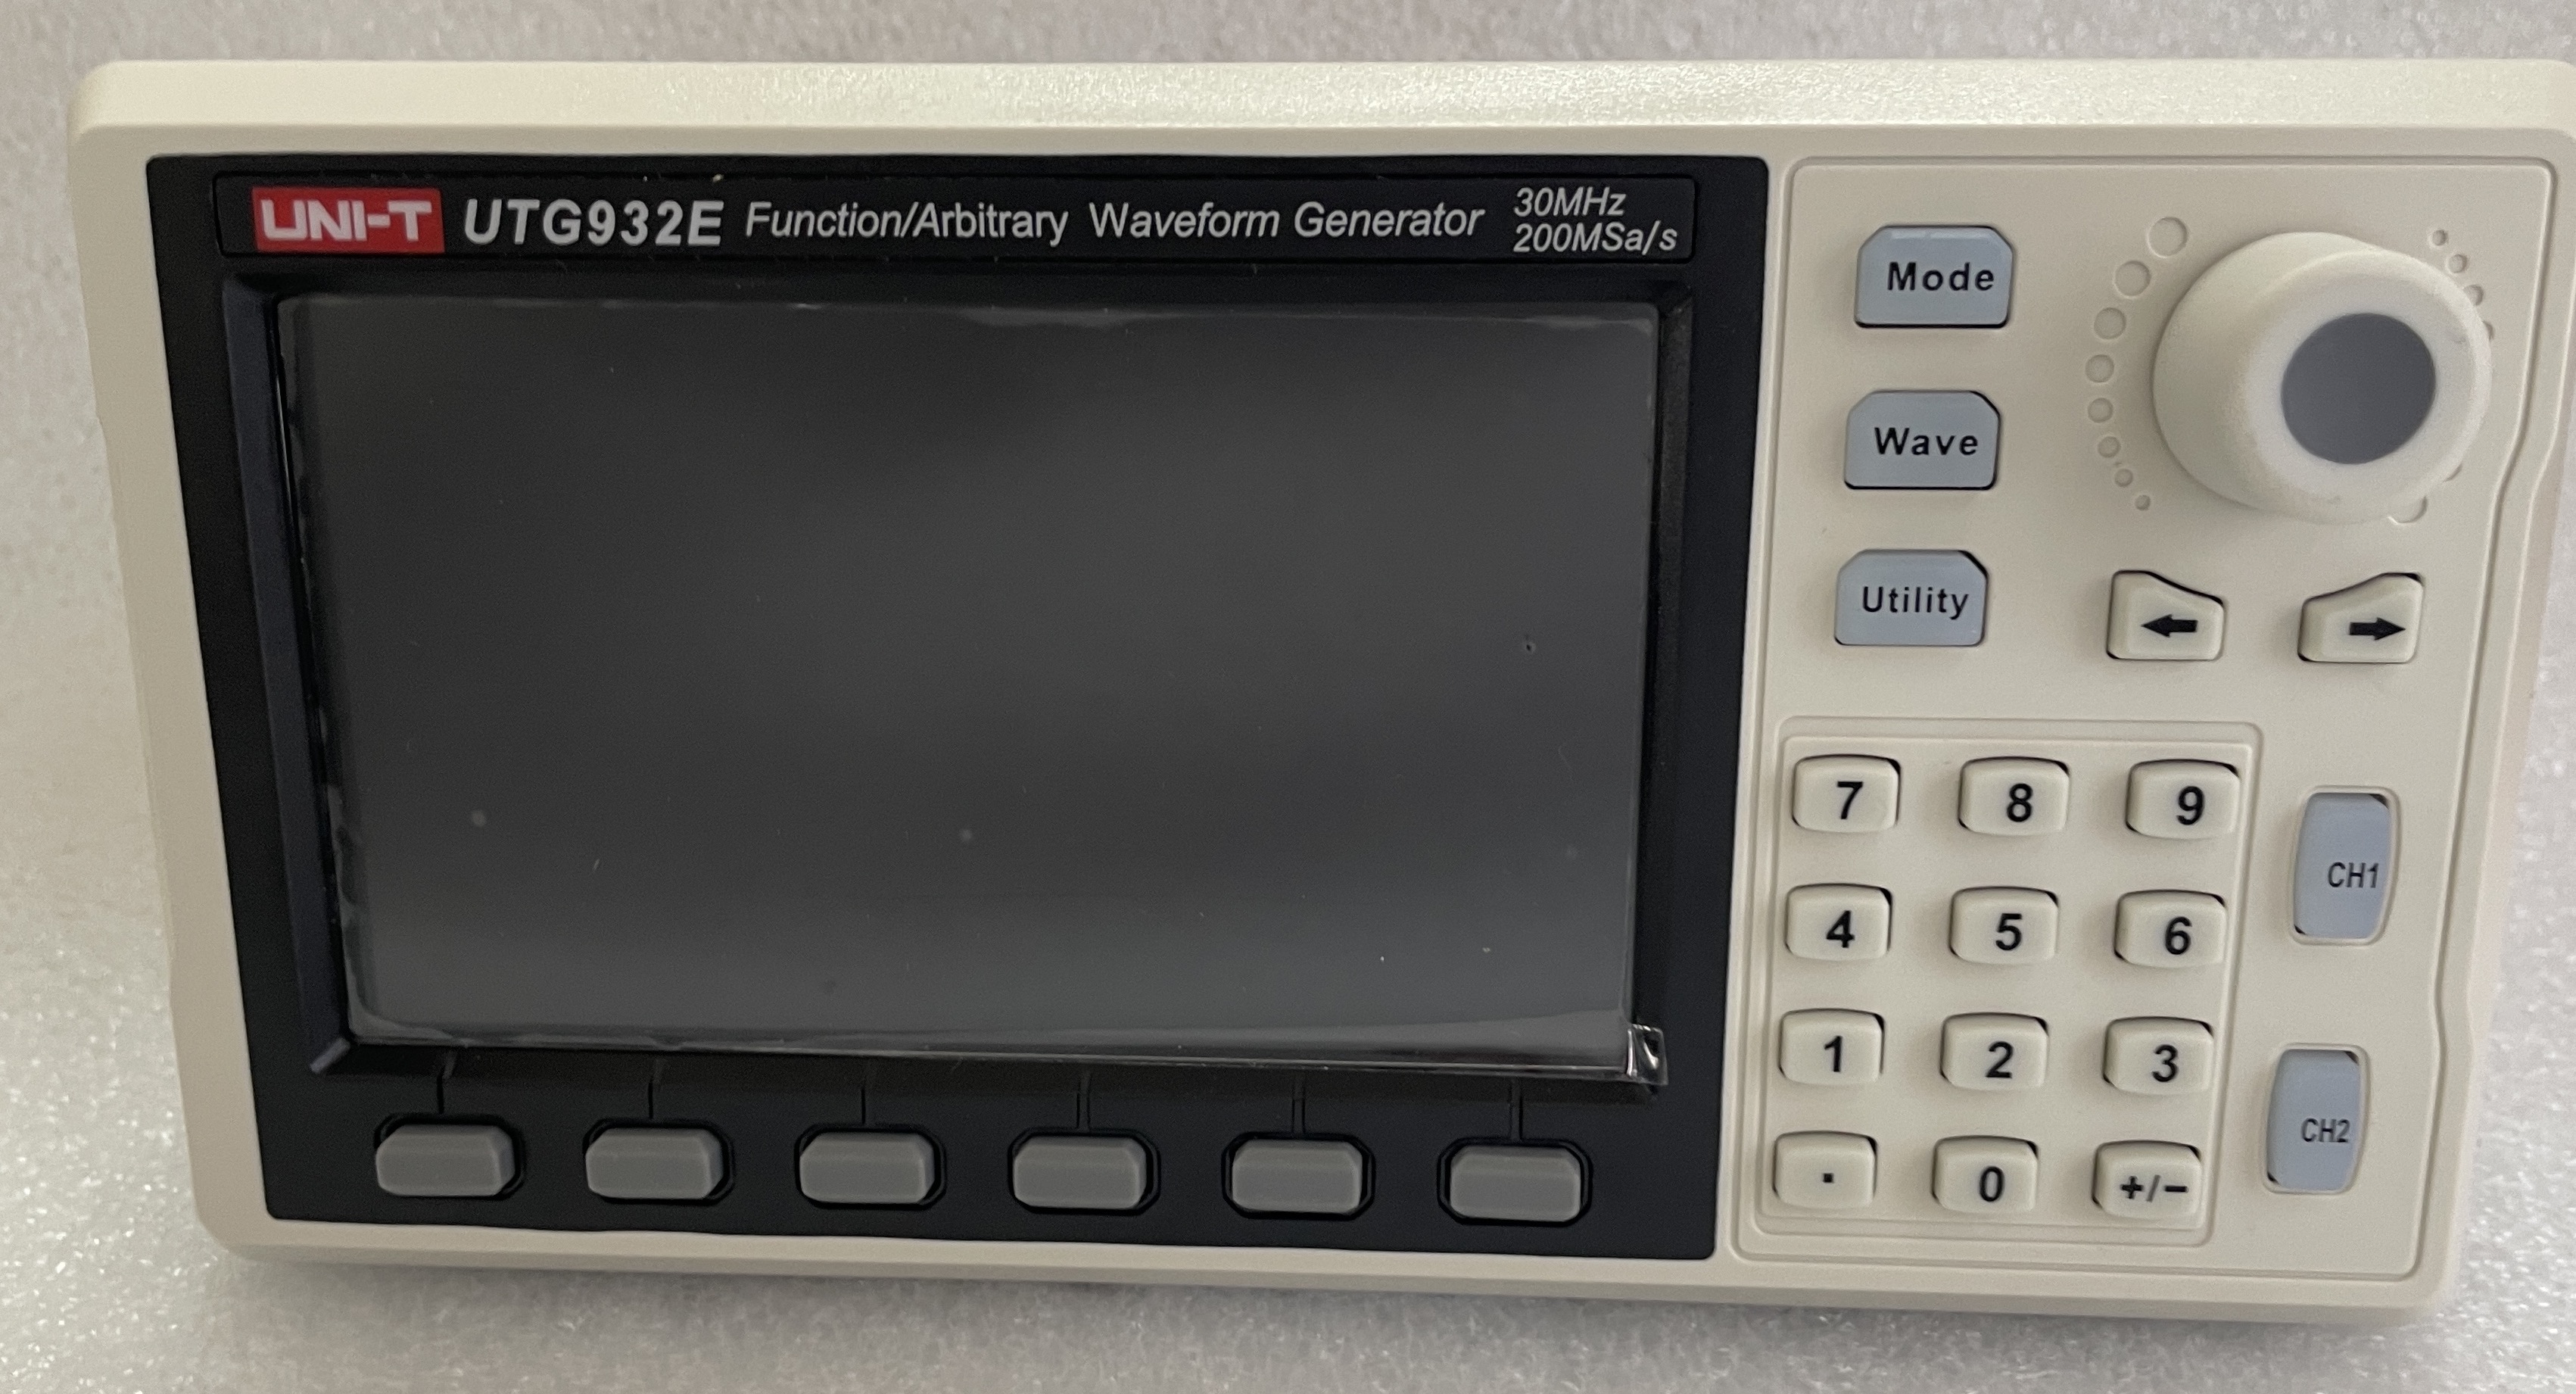 UNI-T UTG932E Function/Arbitrary Waveform Generator 30MHz
200MSa/s
Mode
Wave
Utility
7 8 9
CH1
4 5 6
1 2 3
CH2
. 0 +/−